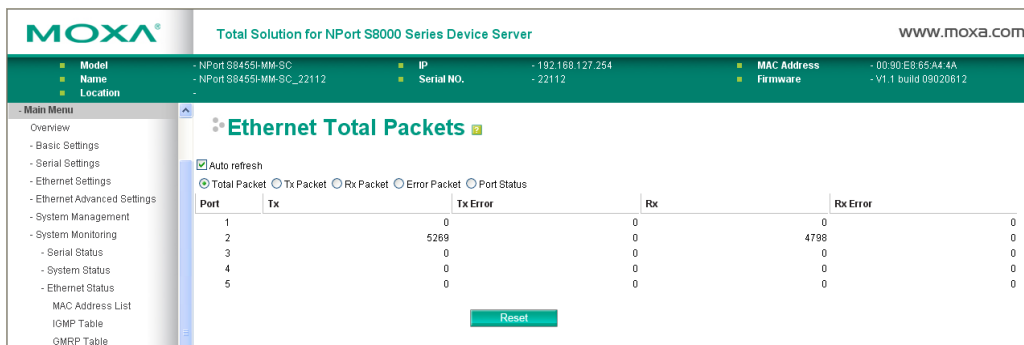 MOXA®
Total Solution for NPort S8000 Series Device Server
www.moxa.com
Model - NPort S8455I-MM-SC IP - 192.168.127.254 MAC Address - 00:90:E8:65:A4:4A
Name - NPort S8455I-MM-SC_22112 Serial NO. - 22112 Firmware - V1.1 build 09020612
Location -
- Main Menu
Overview
- Basic Settings
- Serial Settings
- Ethernet Settings
- Ethernet Advanced Settings
- System Management
- System Monitoring
- Serial Status
- System Status
- Ethernet Status
MAC Address List
IGMP Table
GMRP Table
Ethernet Total Packets ?
Auto refresh
Total Packet Tx Packet Rx Packet Error Packet Port Status
Port Tx Tx Error Rx Rx Error
1 0 0 0 0
2 5269 0 4798 0
3 0 0 0 0
4 0 0 0 0
5 0 0 0 0
Reset